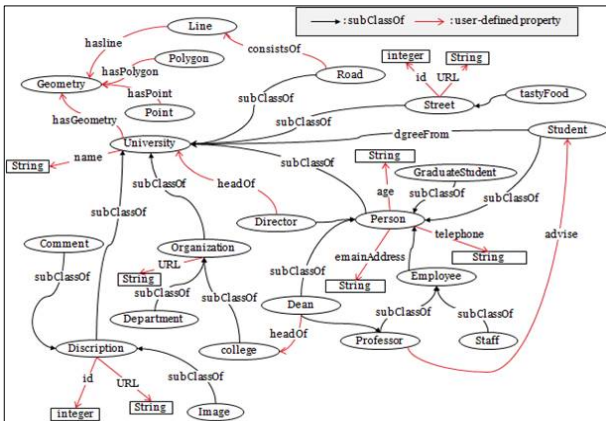 Line
: subClassOf
: user-defined property
hasline
consistsOf
Polygon
integer
String
Geometry
hasPolygon
Road
id
URL
hasPoint
Point
subClassOf
Street
tastyFood
hasGeometry
subClassOf
University
dgreeFrom
Student
String
name
subClassOf
String
GraduateStudent
subClassOf
headOf
age
subClassOf
subClassOf
subClassOf
Director
Person
advise
Comment
Organization
telephone
URL
emainAddress
String
subClassOf
String
subClassOf
Employee
subClassOf
String
subClassOf
Dean
Department
subClassOf
subClassOf
headOf
Discription
college
Professor
Staff
id
URL
subClassOf
integer
String
Image